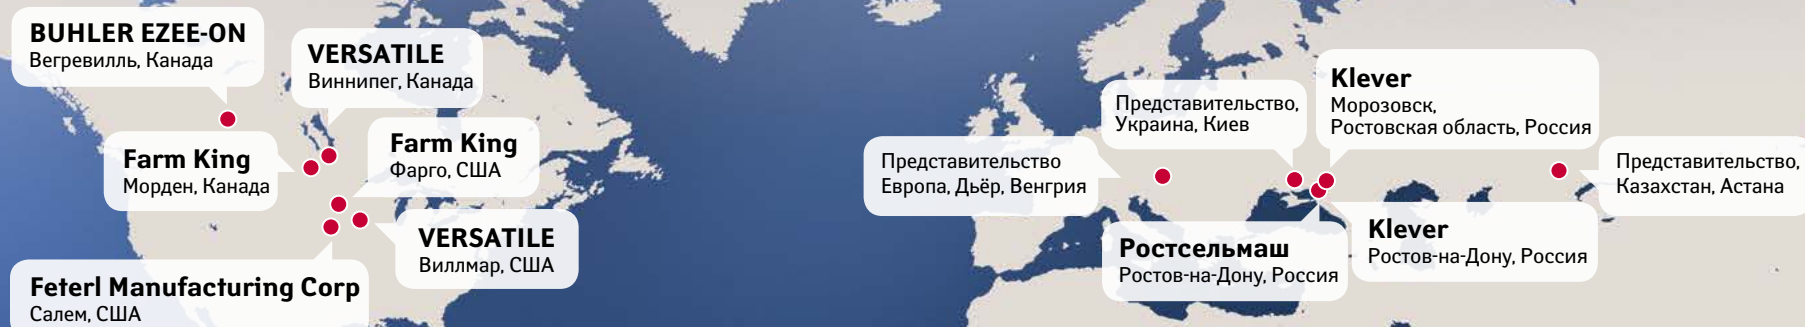 BUHLER EZEE-ON
Вегревилль, Канада
VERSATILE
Виннипег, Канада
Farm King
Морден, Канада
Farm King
Фарго, США
VERSATILE
Виллмар, США
Feterl Manufacturing Corp
Салем, США
Представительство
Европа, Дьёр, Венгрия
Представительство,
Украина, Киев
Klever
Морозовск,
Ростовская область, Россия
Ростсельмаш
Ростов-на-Дону, Россия
Klever
Ростов-на-Дону, Россия
Представительство,
Казахстан, Астана